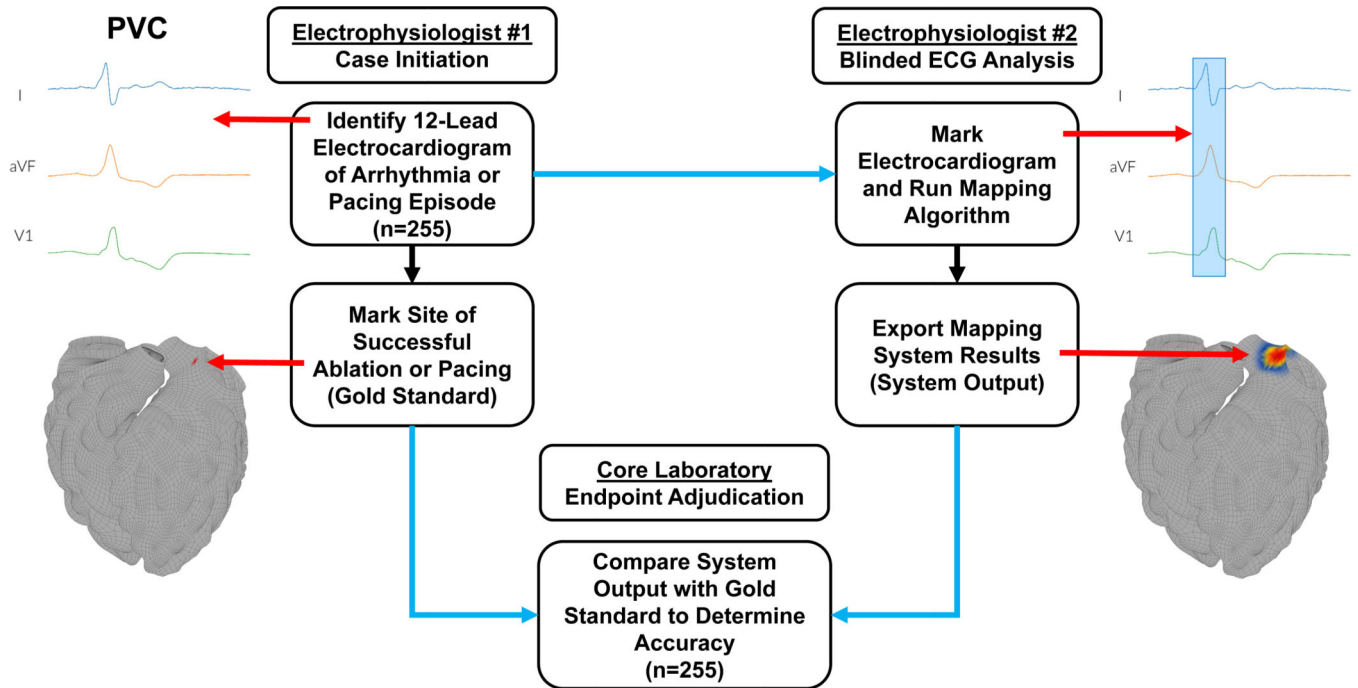 PVC
I
aVF
V1
Electrophysiologist #1
Case Initiation
Identify 12-Lead
Electrocardiogram
of Arrhythmia or
Pacing Episode
(n=255)
Mark Site of
Successful
Ablation or Pacing
(Gold Standard)
Electrophysiologist #2
Blinded ECG Analysis
Mark
Electrocardiogram
and Run Mapping
Algorithm
I
aVF
V1
Export Mapping
System Results
(System Output)
Core Laboratory
Endpoint Adjudication
Compare System
Output with Gold
Standard to Determine
Accuracy
(n=255)